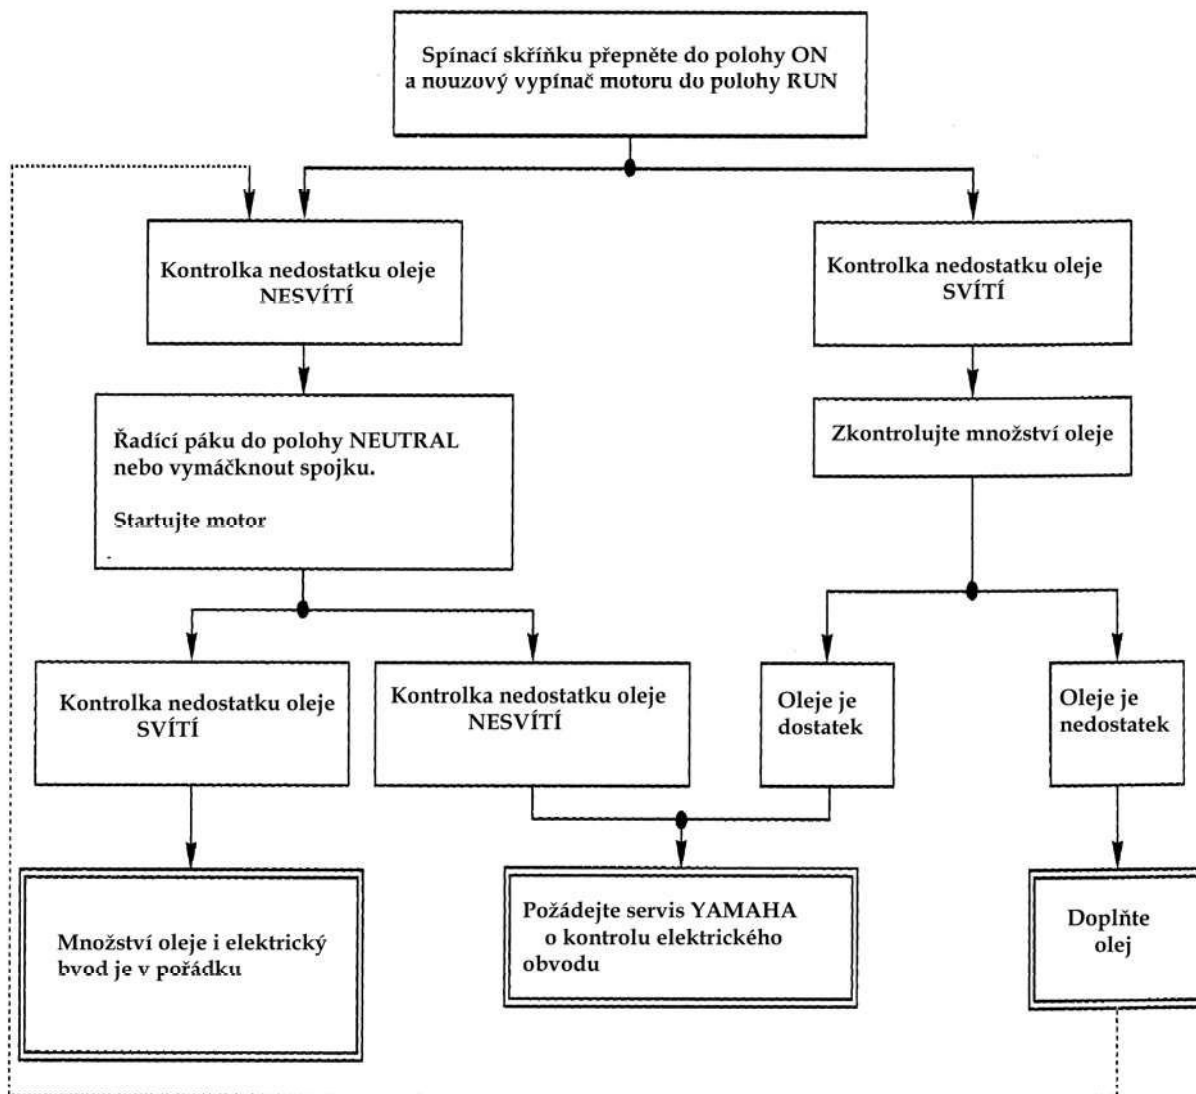 Spínací skříňku přepněte do polohy ON
a nouzový vypínač motoru do polohy RUN
Kontrolka nedostatku oleje
NESVÍTÍ
Kontrolka nedostatku oleje
SVÍTÍ
Řadící páku do polohy NEUTRAL
nebo vymáčknout spojku.
Startujte motor
Zkontrolujte množství oleje
Kontrolka nedostatku oleje
SVÍTÍ
Kontrolka nedostatku oleje
NESVÍTÍ
Oleje je
dostatek
Oleje je
nedostatek
Množství oleje i elektrický
bvod je v pořádku
Požádejte servis YAMAHA
o kontrolu elektrického
obvodu
Doplňte
olej